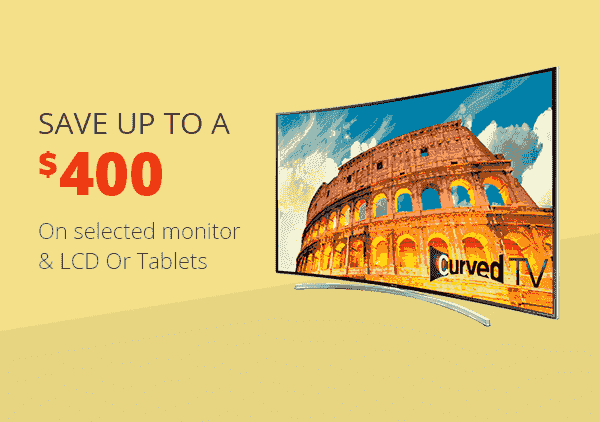 SAVE UP TO A
$400
On selected monitor
& LCD Or Tablets
Curved TV